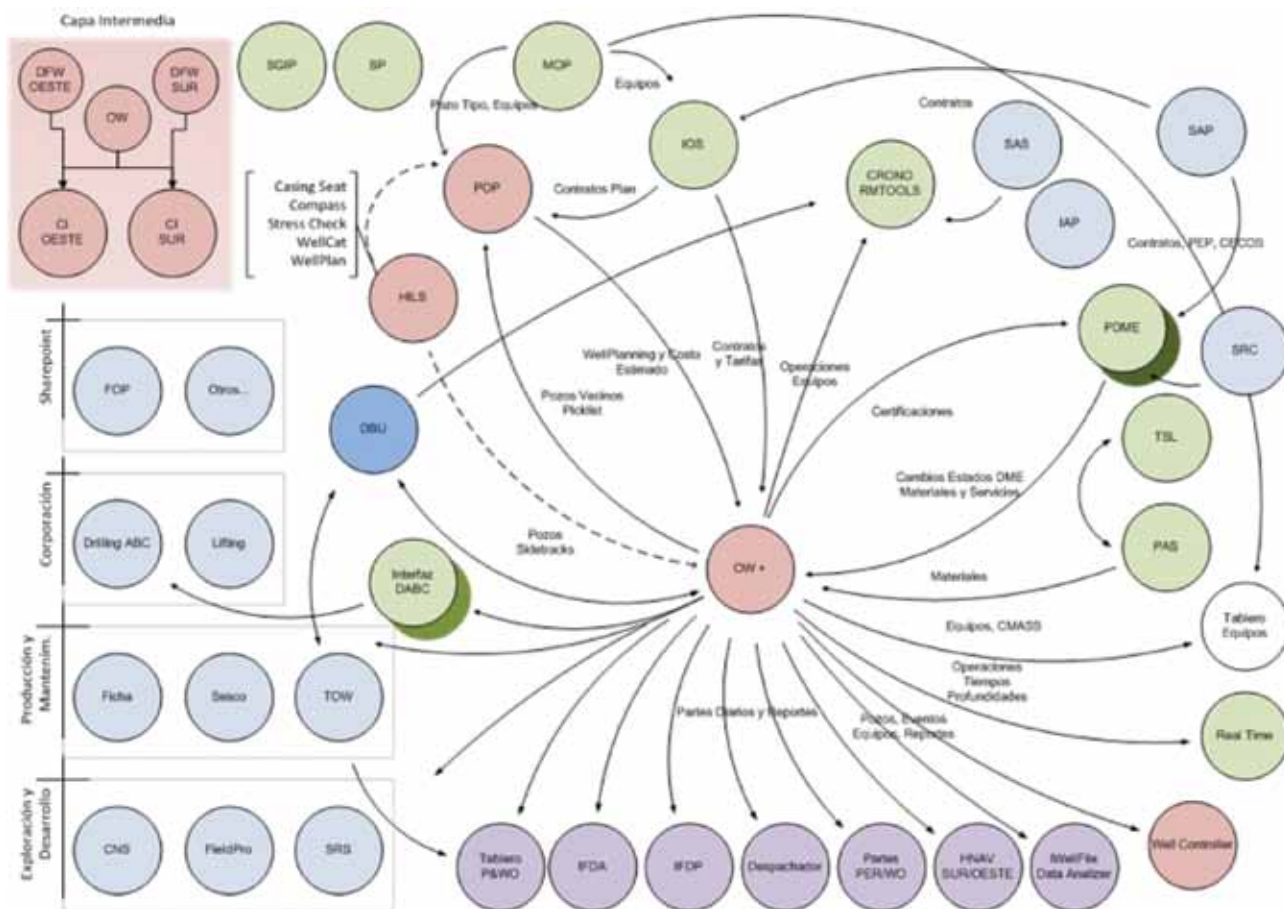 Capa Intermedia
DFW
OESTE
DFW
SUR
OW
CI
OESTE
CI
SUR
SGIP
SP
MOP
Equipos
Pozo Tipo, Equipos
IOS
Contratos
SAS
SAP
CRONO
RMTOOLS
IAP
POP
Contratos Plan
Casing Seat
Compass
Stress Check
WellCat
WellPlan
HILS
Contratos, PEP, CECOS
PDME
SRC
Sharepoint
FOP
Otros...
DBU
WellPlanning y Costo
Estimado
Contratos
y Tarifas
Operaciones
Equipos
Pozos Vecinos
Picklist
Certificaciones
TSL
Cambios Estados DME
Materiales y Servicios
Corporación
Drilling ABC
Lifting
Pozos
Sidetracks
OW +
PAS
Interfaz
DABC
Materiales
Equipos, CMASS
Tablero
Equipos
Producción y
Mantenim.
Ficha
Sesco
TOW
Operaciones
Tiempos
Profundidades
Partes Diarios y Reportes
Pozos, Eventos
Equipos, Reportes
Real Time
Exploración y
Desarrollo
CNS
FieldPro
SRS
Tablero
P&WO
IFDA
IFDP
Despachador
Partes
PER/WO
HNAV
SUR/OESTE
IWellFile
Data Analizer
Well Controller